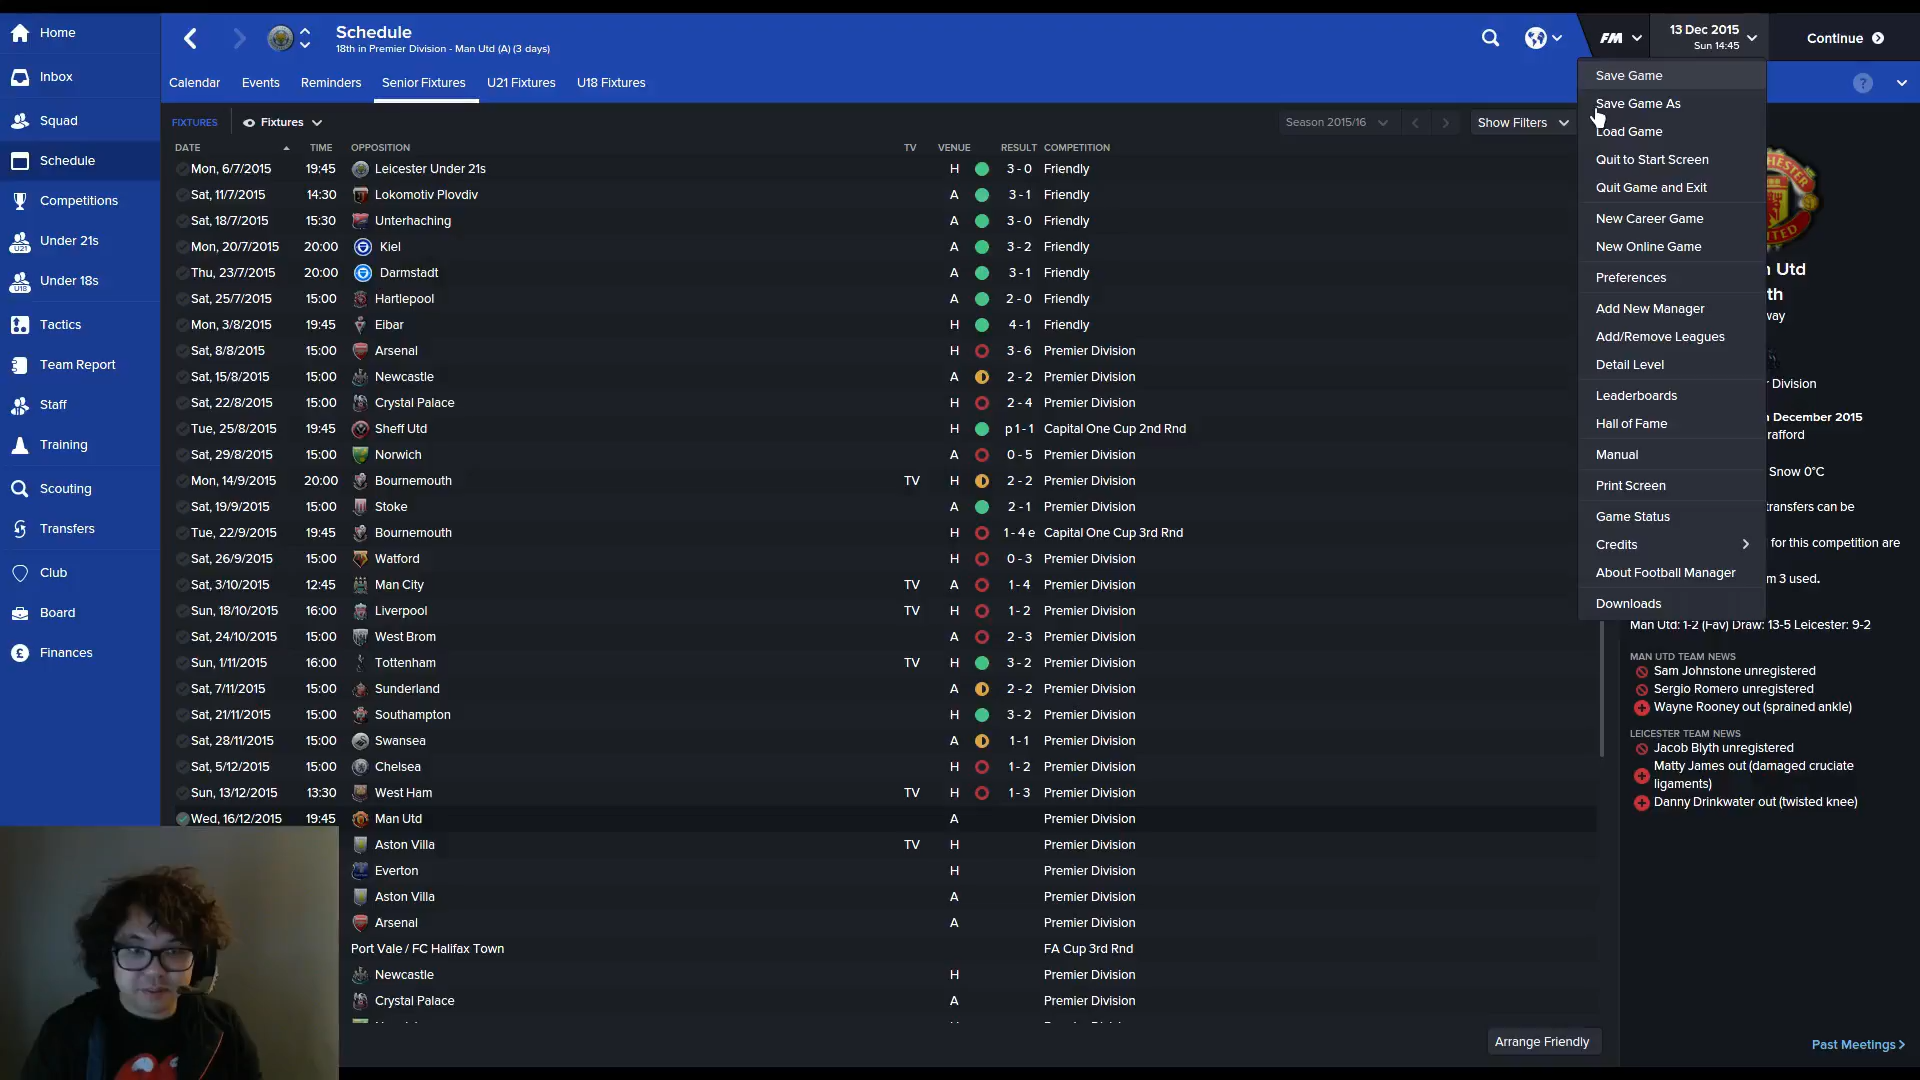 Home
Inbox
Squad
Schedule
Competitions
Under 21s
Under 18s
Tactics
Team Report
Staff
Training
Scouting
Transfers
Club
Board
Finances
Schedule
18th in Premier Division - Man Utd (A) (3 days)
FM
13 Dec 2015
Sun 14:45
Continue
Calendar Events Reminders Senior Fixtures U21 Fixtures U18 Fixtures
FIXTURES Fixtures Season 2015/16 Show Filters
DATE TIME OPPOSITION TV VENUE RESULT COMPETITION
Mon, 6/7/2015 19:45 Leicester Under 21s H 3 - 0 Friendly
Sat, 11/7/2015 14:30 Lokomotiv Plovdiv A 3 - 1 Friendly
Sat, 18/7/2015 15:30 Unterhaching A 3 - 0 Friendly
Mon, 20/7/2015 20:00 Kiel A 3 - 2 Friendly
Thu, 23/7/2015 20:00 Darmstadt A 3 - 1 Friendly
Sat, 25/7/2015 15:00 Hartlepool A 2 - 0 Friendly
Mon, 3/8/2015 19:45 Eibar H 4 - 1 Friendly
Sat, 8/8/2015 15:00 Arsenal H 3 - 6 Premier Division
Sat, 15/8/2015 15:00 Newcastle A 2 - 2 Premier Division
Sat, 22/8/2015 15:00 Crystal Palace H 2 - 4 Premier Division
Tue, 25/8/2015 19:45 Sheff Utd H p 1 - 1 Capital One Cup 2nd Rnd
Sat, 29/8/2015 15:00 Norwich A 0 - 5 Premier Division
Mon, 14/9/2015 20:00 Bournemouth TV H 2 - 2 Premier Division
Sat, 19/9/2015 15:00 Stoke A 2 - 1 Premier Division
Tue, 22/9/2015 19:45 Bournemouth H 1 - 4 e Capital One Cup 3rd Rnd
Sat, 26/9/2015 15:00 Watford H 0 - 3 Premier Division
Sat, 3/10/2015 12:45 Man City TV A 1 - 4 Premier Division
Sun, 18/10/2015 16:00 Liverpool TV H 1 - 2 Premier Division
Sat, 24/10/2015 15:00 West Brom A 2 - 3 Premier Division
Sun, 1/11/2015 16:00 Tottenham TV H 3 - 2 Premier Division
Sat, 7/11/2015 15:00 Sunderland A 2 - 2 Premier Division
Sat, 21/11/2015 15:00 Southampton H 3 - 2 Premier Division
Sat, 28/11/2015 15:00 Swansea A 1 - 1 Premier Division
Sat, 5/12/2015 15:00 Chelsea H 1 - 2 Premier Division
Sun, 13/12/2015 13:30 West Ham TV H 1 - 3 Premier Division
Wed, 16/12/2015 19:45 Man Utd A Premier Division
Aston Villa TV H Premier Division
Everton H Premier Division
Aston Villa A Premier Division
Arsenal A Premier Division
Port Vale / FC Halifax Town FA Cup 3rd Rnd
Newcastle H Premier Division
Crystal Palace A Premier Division
Arrange Friendly
Save Game
Save Game As
Load Game
Quit to Start Screen
Quit Game and Exit
New Career Game
New Online Game
Preferences
Add New Manager
Add/Remove Leagues
Detail Level
Leaderboards
Hall of Fame
Manual
Print Screen
Game Status
Credits
About Football Manager
Downloads
Utd
th
way
Division
December 2015
rafford
Snow 0°C
transfers can be
for this competition are
3 used.
Man Utd: 1-2 (Fav) Draw: 13-5 Leicester: 9-2
MAN UTD TEAM NEWS
Sam Johnstone unregistered
Sergio Romero unregistered
Wayne Rooney out (sprained ankle)
LEICESTER TEAM NEWS
Jacob Blyth unregistered
Matty James out (damaged cruciate
ligaments)
Danny Drinkwater out (twisted knee)
Past Meetings